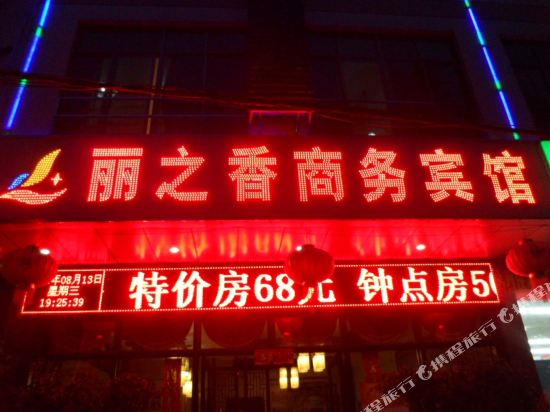 丽之香商务宾馆
年08月13日
星期三
19:25:39
特价房68元 钟点房50
携程旅行